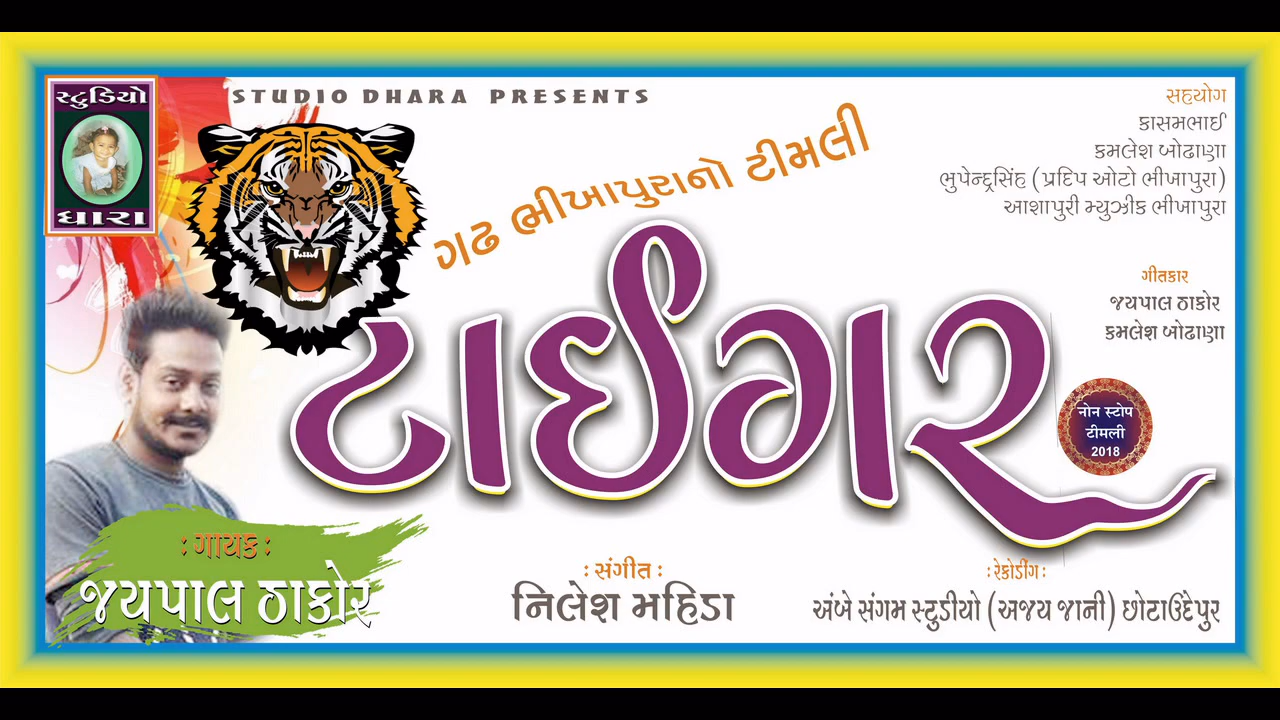 સ્ટુડિયો
ધારા
STUDIO DHARA PRESENTS
ગઢ ભીખાપુરાનો ટીમલી
ટાઈગર
સહયોગ
કાસમભાઈ
કમલેશ બોઢાણા
ભુપેન્દ્રસિંહ ( પ્રદિપ ઓટો ભીખાપુરા)
આશાપુરી મ્યુઝીક ભીખાપુરા
ગીતકાર
જયપાલ ઠાકોર
કમલેશ બોઢાણા
નોન સ્ટોપ
ટીમલી
2018
: ગાયક :
જયપાલ ઠાકોર
: સંગીત :
નિલેશ મહિડા
: રેકોર્ડીંગ :
અંબે સંગમ સ્ટુડીયો (અજય જાની) છોટાઉદેપુર